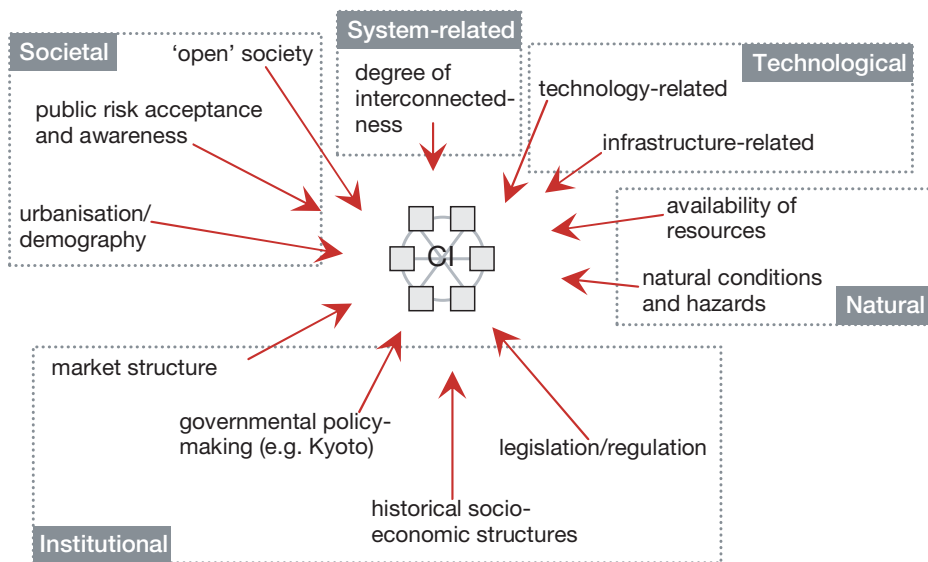 System-related
Societal
'open' society
degree of
interconnected-
ness
Technological
technology-related
public risk acceptance
and awareness
infrastructure-related
urbanisation/
demography
availability of
resources
CI
natural conditions
and hazards
Natural
market structure
governmental policy-
making (e.g. Kyoto)
legislation/regulation
historical socio-
economic structures
Institutional